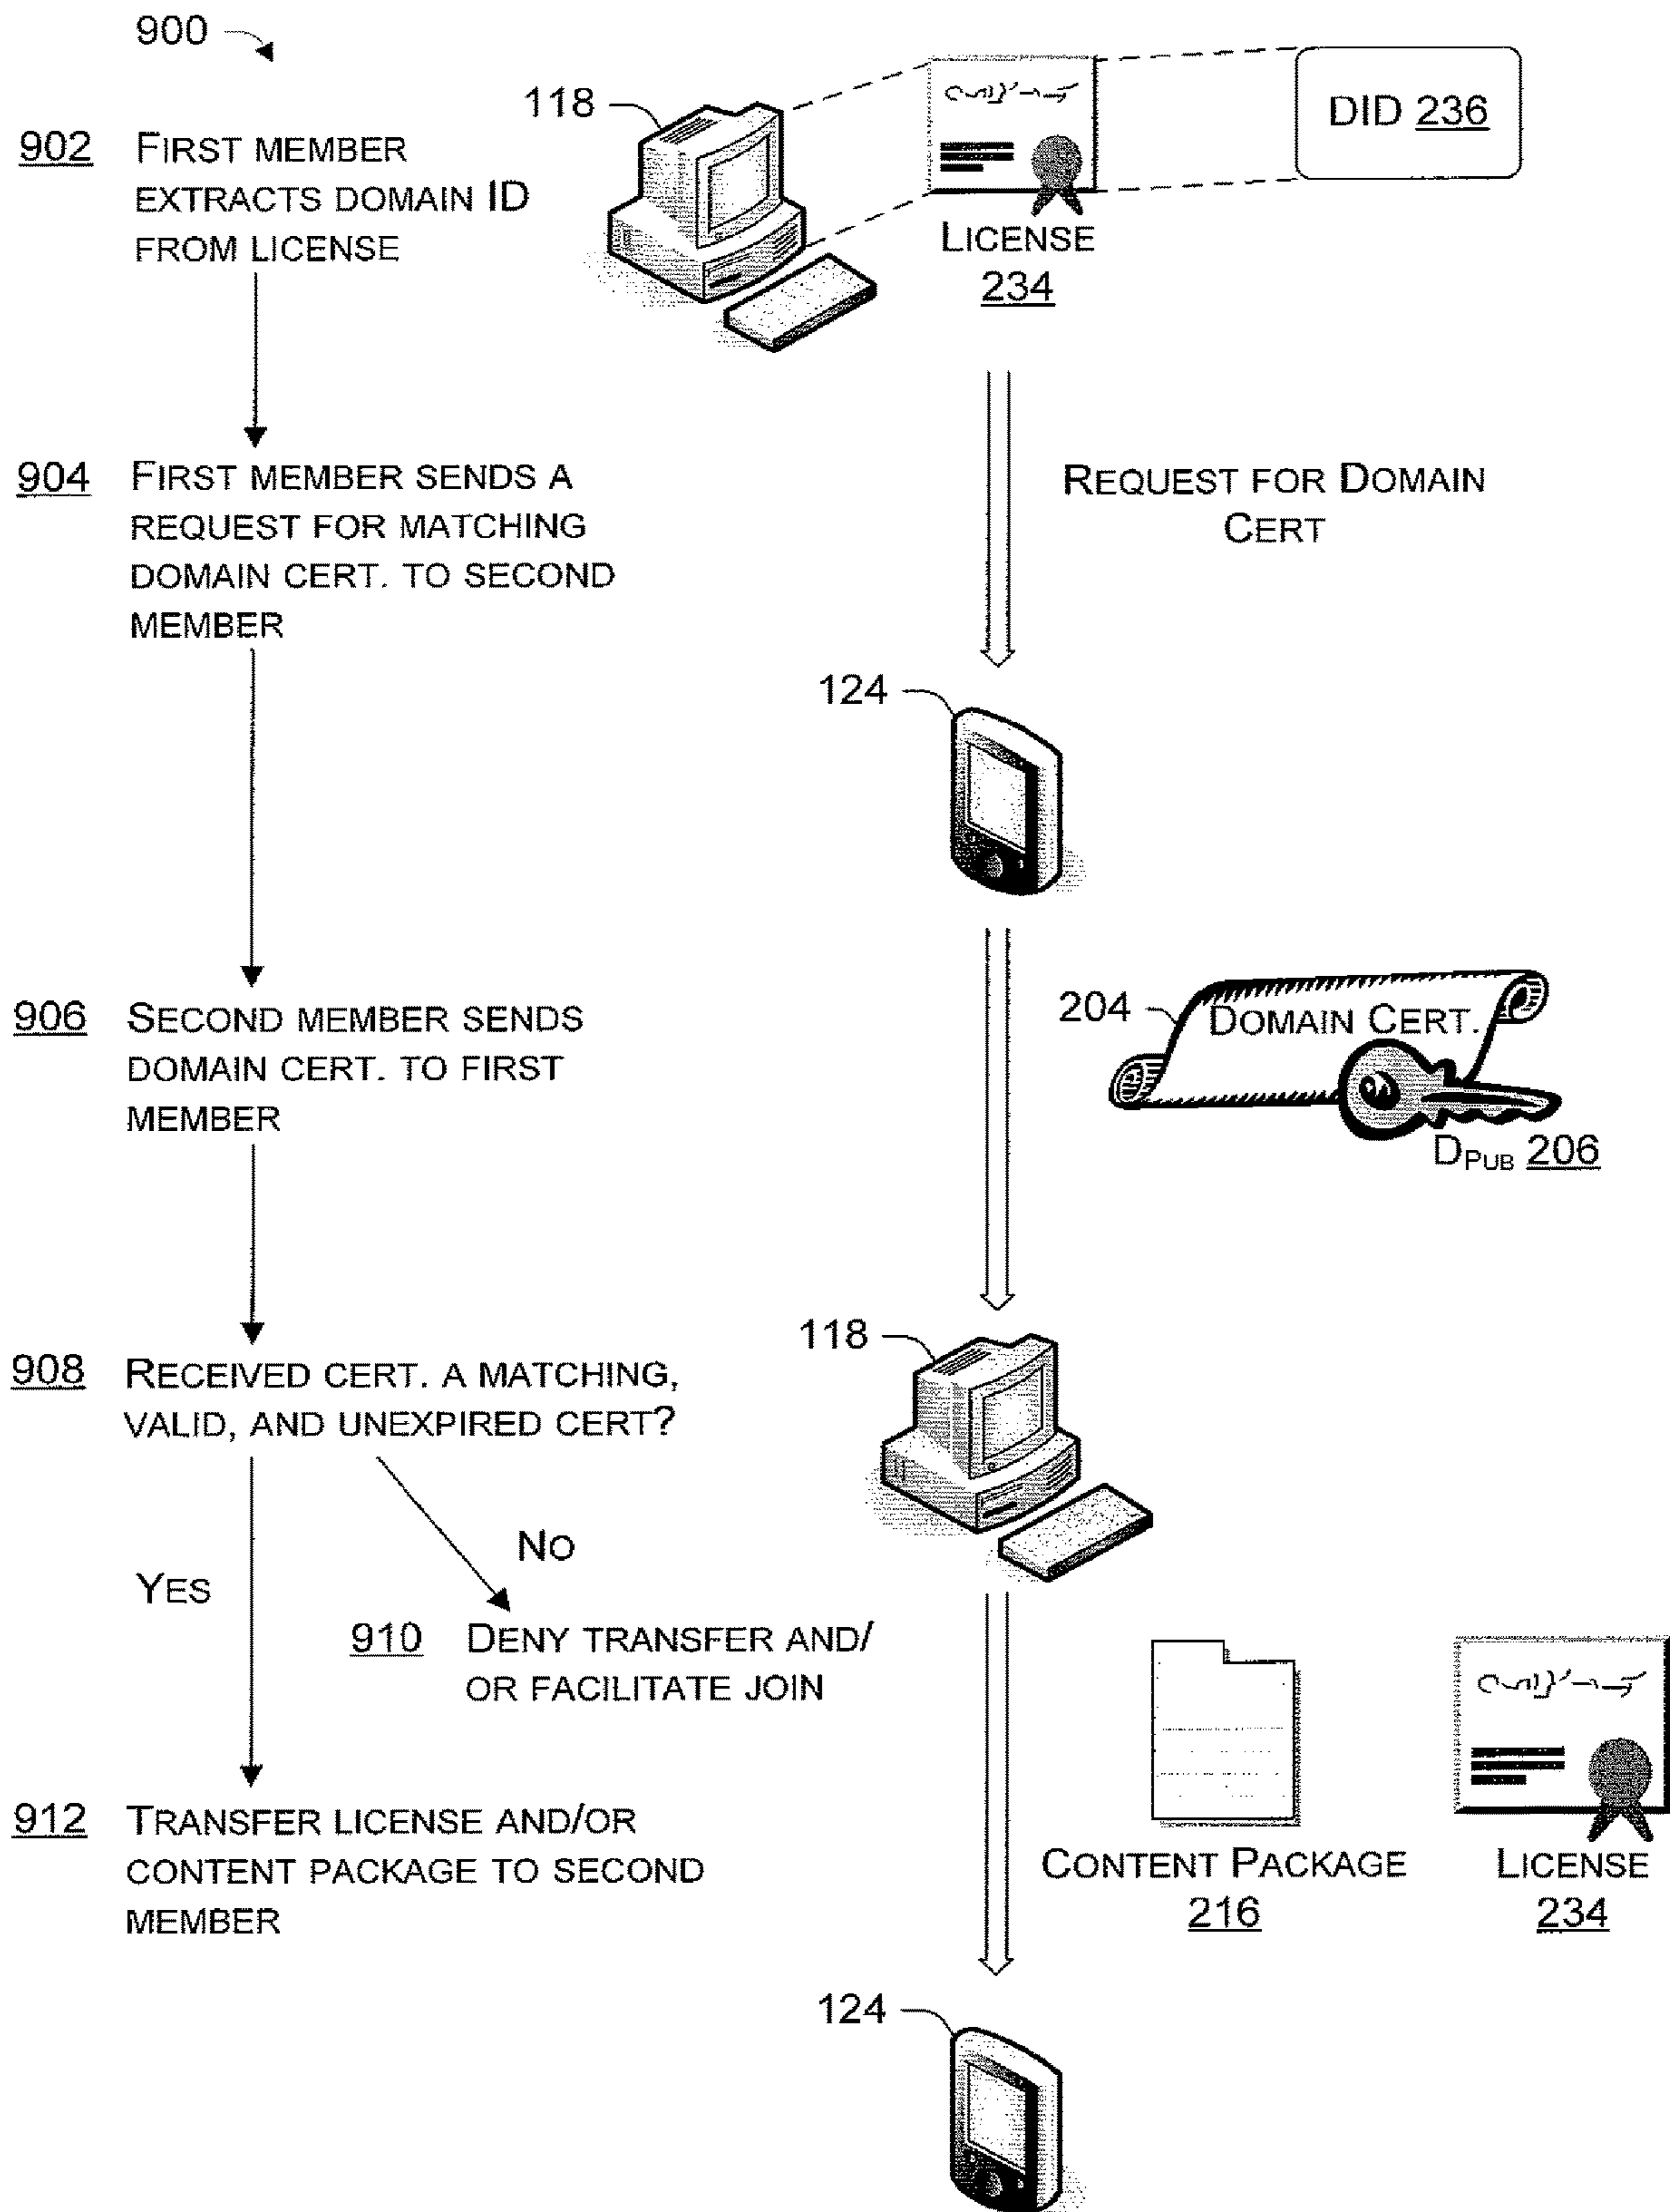 900
118
DID 236
902 FIRST MEMBER
EXTRACTS DOMAIN ID
FROM LICENSE
LICENSE
234
904 FIRST MEMBER SENDS A
REQUEST FOR MATCHING
DOMAIN CERT. TO SECOND
MEMBER
REQUEST FOR DOMAIN
CERT
124
906 SECOND MEMBER SENDS
DOMAIN CERT. TO FIRST
MEMBER
204
DOMAIN CERT.
DPUB 206
118
908 RECEIVED CERT. A MATCHING,
VALID, AND UNEXPIRED CERT?
NO
YES
910 DENY TRANSFER AND/
OR FACILITATE JOIN
912 TRANSFER LICENSE AND/OR
CONTENT PACKAGE TO SECOND
MEMBER
CONTENT PACKAGE
216
LICENSE
234
124